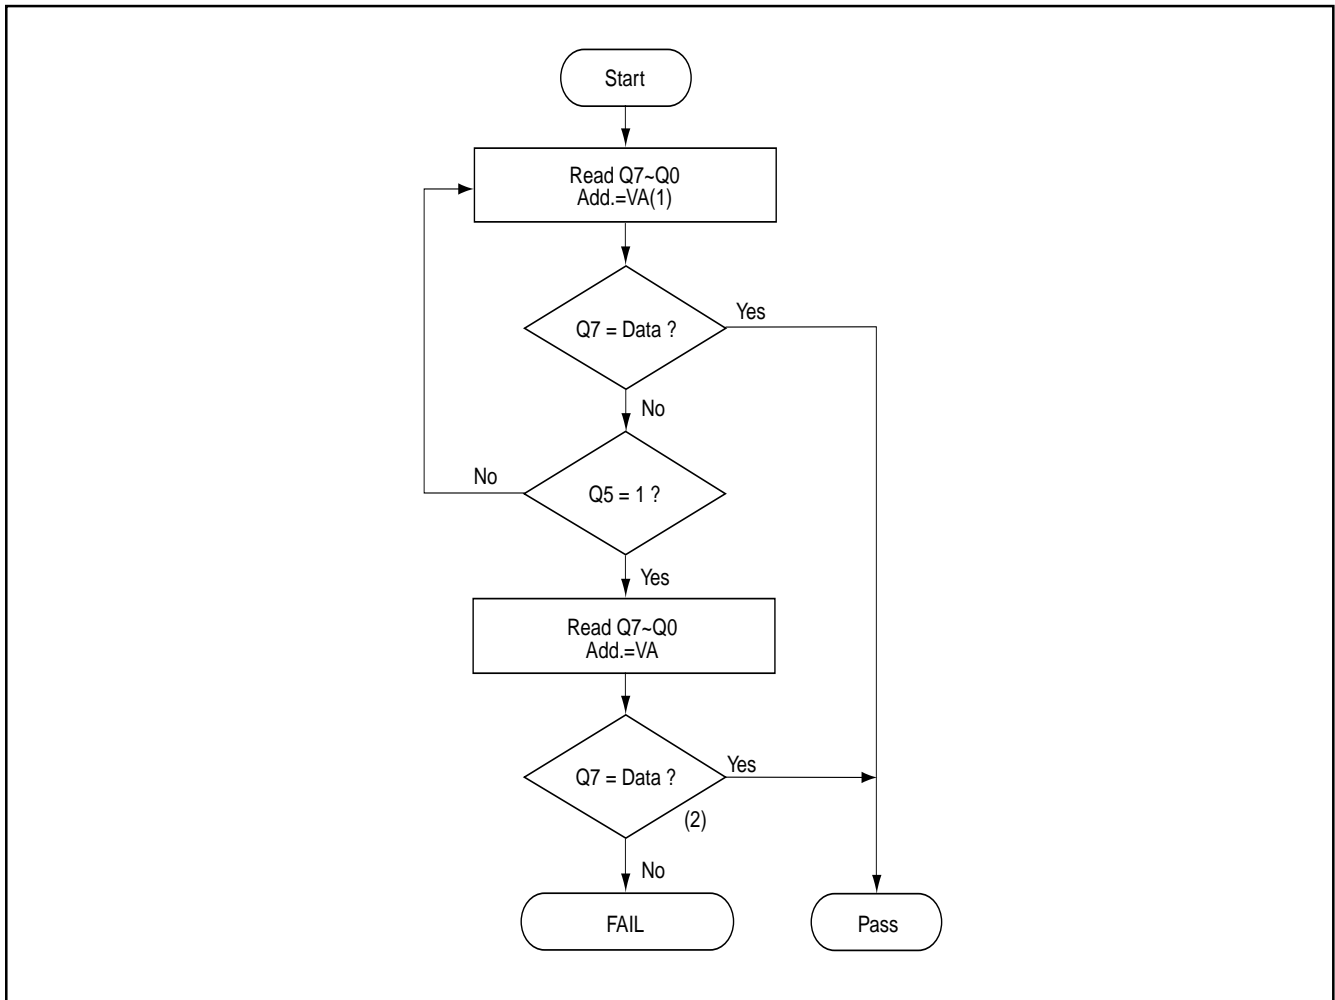 Start
Read Q7~Q0
Add.=VA(1)
Q7 = Data ?
Yes
No
Q5 = 1 ?
No
Yes
Read Q7~Q0
Add.=VA
Q7 = Data ?
Yes
(2)
No
FAIL
Pass